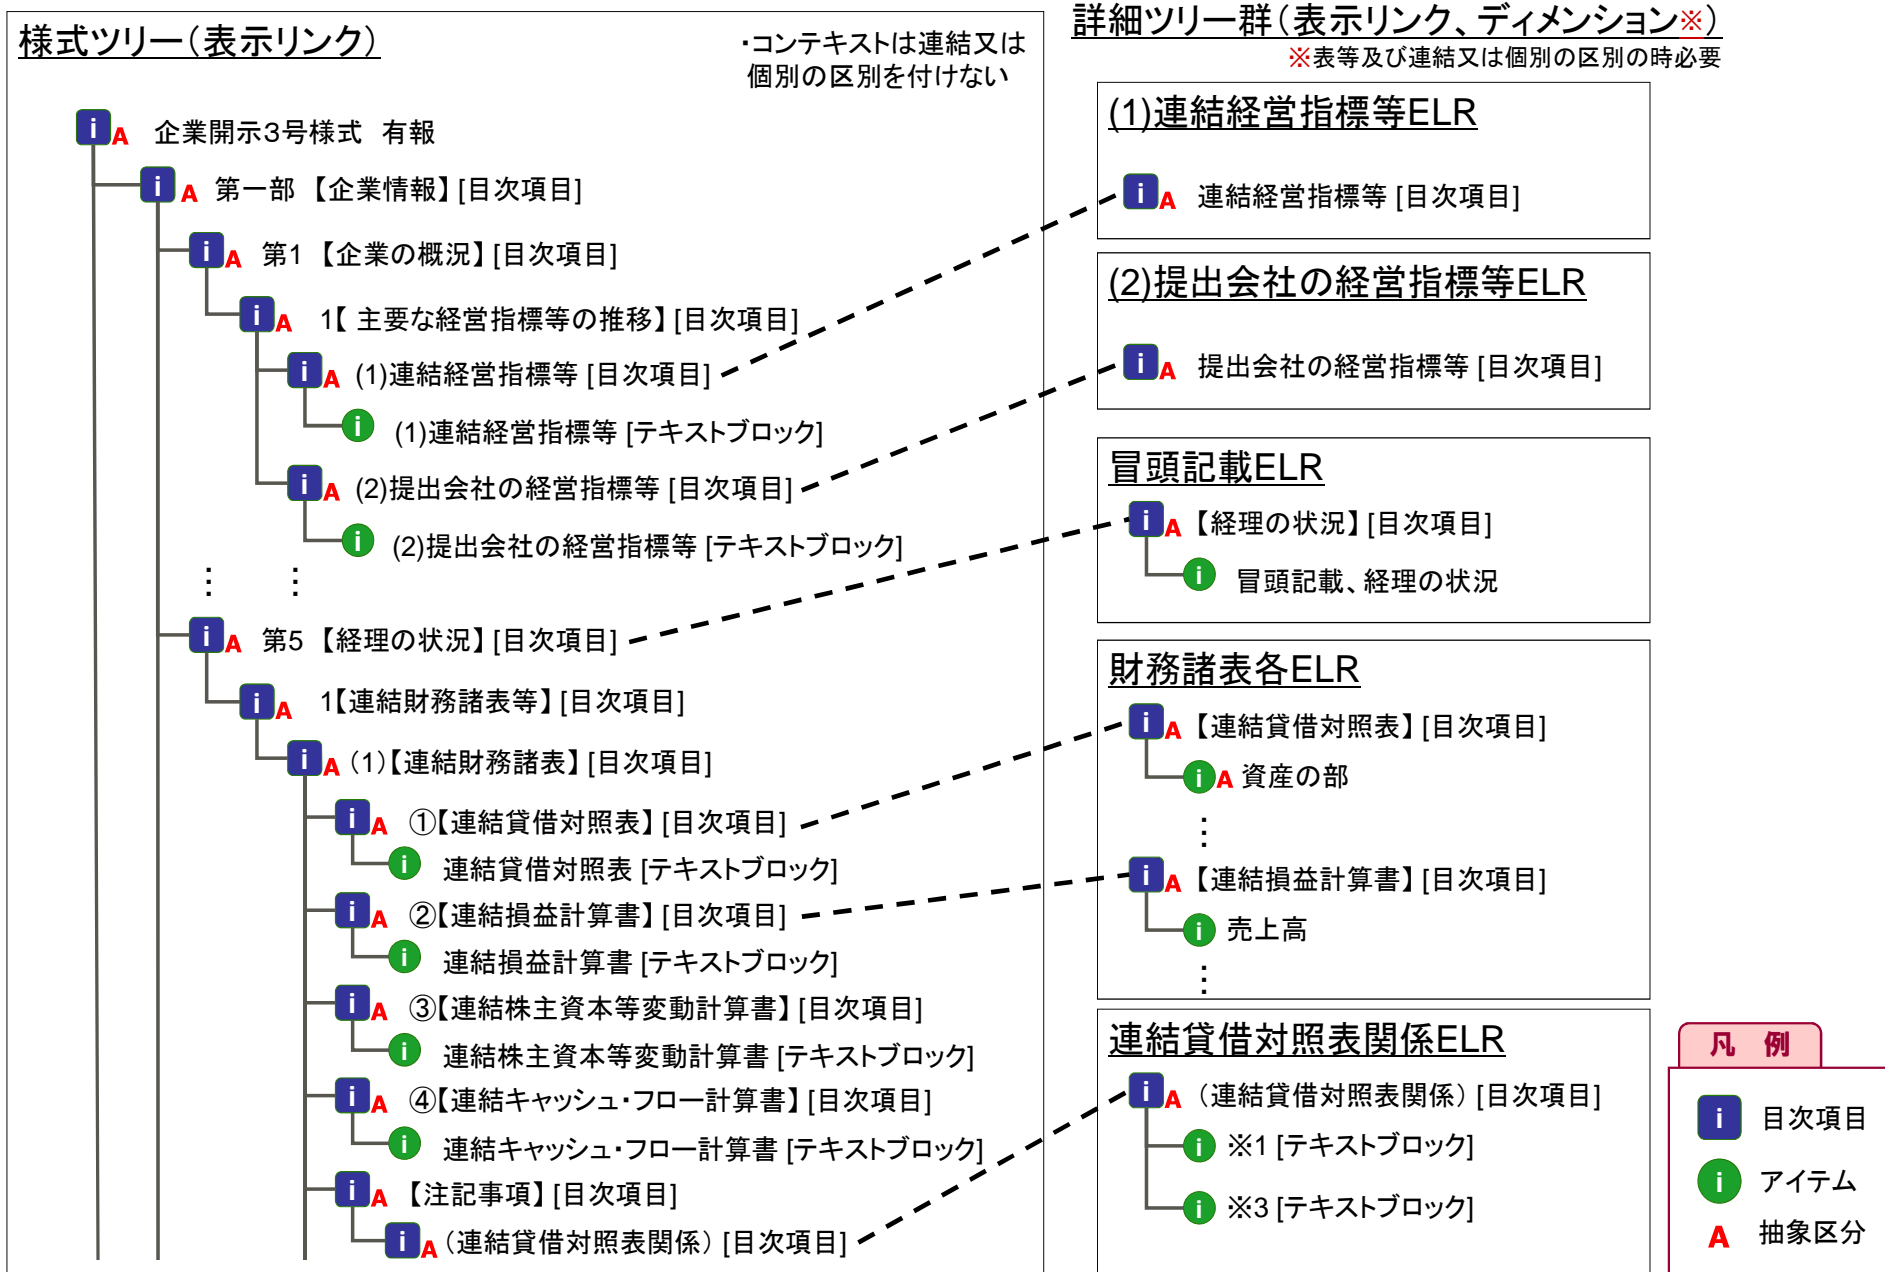 様式ツリー（表示リンク）
・コンテキストは連結又は
個別の区別を付けない
i A 企業開示３号様式 有報
i A 第一部 【企業情報】 [目次項目]
i A 第1 【企業の概況】 [目次項目]
i A 1【 主要な経営指標等の推移】 [目次項目]
i A (1)連結経営指標等 [目次項目]
i (1)連結経営指標等 [テキストブロック]
i A (2)提出会社の経営指標等 [目次項目]
i (2)提出会社の経営指標等 [テキストブロック]
： ：
i A 第5 【経理の状況】 [目次項目]
i A 1【連結財務諸表等】 [目次項目]
i A （1）【連結財務諸表】 [目次項目]
i A ①【連結貸借対照表】 [目次項目]
i 連結貸借対照表 [テキストブロック]
i A ②【連結損益計算書】 [目次項目]
i 連結損益計算書 [テキストブロック]
i A ③【連結株主資本等変動計算書】 [目次項目]
i 連結株主資本等変動計算書 [テキストブロック]
i A ④【連結キャッシュ・フロー計算書】 [目次項目]
i 連結キャッシュ・フロー計算書 [テキストブロック]
i A 【注記事項】 [目次項目]
i A （連結貸借対照表関係） [目次項目]
詳細ツリー群（表示リンク、ディメンション※）
※表等及び連結又は個別の区別の時必要
(1)連結経営指標等ELR
i A 連結経営指標等 [目次項目]
(2)提出会社の経営指標等ELR
i A 提出会社の経営指標等 [目次項目]
冒頭記載ELR
i A 【経理の状況】 [目次項目]
i 冒頭記載、経理の状況
財務諸表各ELR
i A 【連結貸借対照表】 [目次項目]
i A 資産の部
：
i A 【連結損益計算書】 [目次項目]
i 売上高
：
連結貸借対照表関係ELR
i A （連結貸借対照表関係） [目次項目]
i ※1 [テキストブロック]
i ※3 [テキストブロック]
凡 例
i 目次項目
i アイテム
A 抽象区分